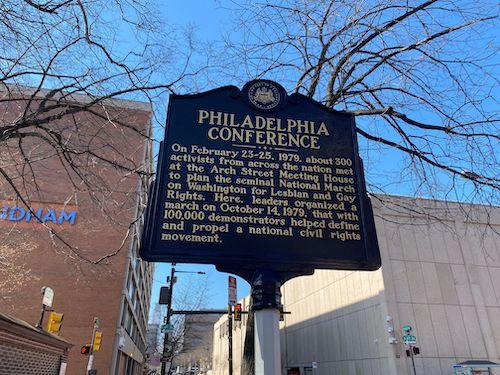 PHILADELPHIA
CONFERENCE
On February 23-25, 1979, about 300
activists from across the nation met
at the Arch Street Meeting House
to plan the seminal National March
on Washington for Lesbian and Gay
Rights. Here, leaders organized a
march on October 14, 1979, that with
100,000 demonstrators helped define
and propel a national civil rights
movement.
NDHAM